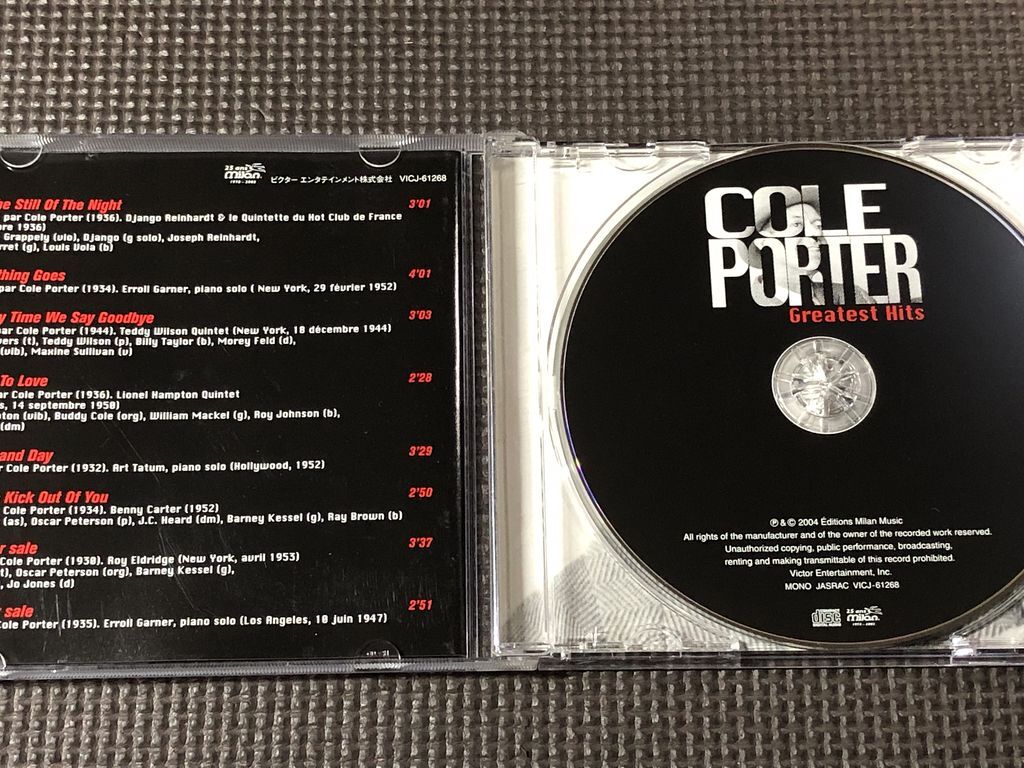 25 ans
milan.
1978 - 2003
ビクター エンタテインメント株式会社 VICJ-61268
he Still Of The Night 3'01
par Cole Porter (1936). Django Reinhardt & le Quintette du Hot Club de France
bre 1936)
Grappely (vlo), Django (g solo), Joseph Reinhardt,
rret (g), Louis Vola (b)
thing Goes 4'01
par Cole Porter (1934). Erroll Garner, piano solo ( New York, 29 février 1952)
y Time We Say Goodbye 3'03
par Cole Porter (1944). Teddy Wilson Quintet (New York, 18 décembre 1944)
vers (t), Teddy Wilson (p), Billy Taylor (b), Morey Feld (d),
(vib), Maxine Sullivan (v)
To Love 2'28
ar Cole Porter (1936). Lionel Hampton Quintet
s, 14 septembre 1950)
pton (vib), Buddy Cole (org), William Mackel (g), Roy Johnson (b),
(dm)
and Day 3'29
r Cole Porter (1932). Art Tatum, piano solo (Hollywood, 1952)
Kick Out Of You 2'50
Cole Porter (1934). Benny Carter (1952)
(as), Oscar Peterson (p), J.C. Heard (dm), Barney Kessel (g), Ray Brown (b)
r sale 3'37
Cole Porter (1930). Roy Eldridge (New York, avril 1953)
t), Oscar Peterson (org), Barney Kessel (g),
, Jo Jones (d)
r sale 2'51
Cole Porter (1935). Erroll Garner, piano solo (Los Angeles, 10 juin 1947)
COLE
PORTER
Greatest Hits
℗ & © 2004 Éditions Milan Music
All rights of the manufacturer and of the owner of the recorded work reserved.
Unauthorized copying, public performance, broadcasting,
renting and making transmittable of this record prohibited.
Victor Entertainment, Inc.
MONO JASRAC VICJ-61268
COMPACT
disc
DIGITAL AUDIO
25 ans
milan.